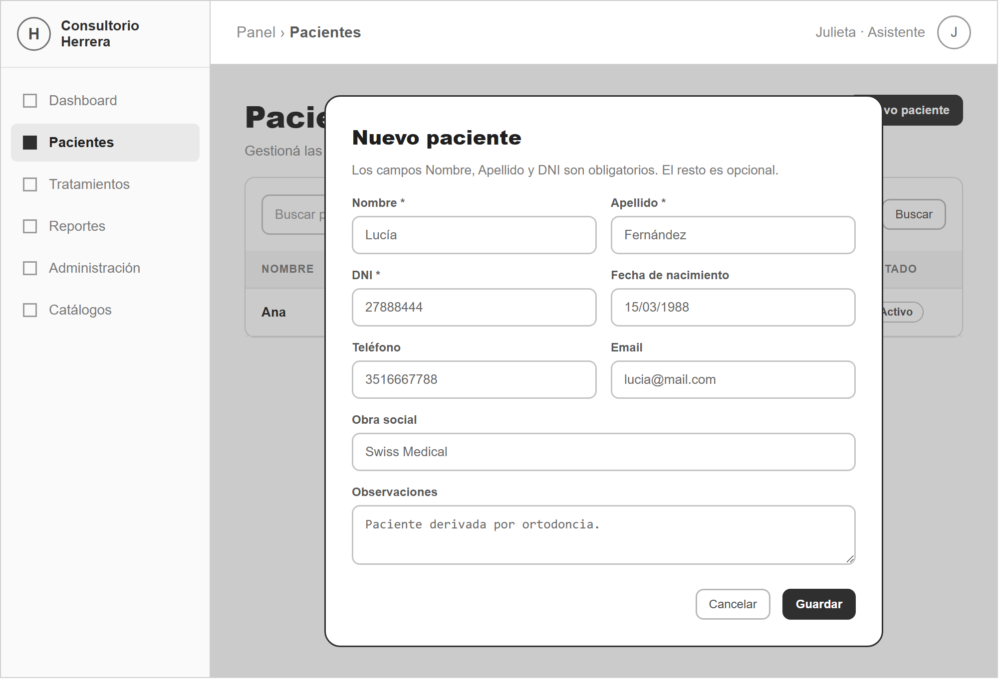 H
Consultorio
Herrera
Panel › Pacientes
Julieta · Asistente
J
Dashboard
Pacientes
Tratamientos
Reportes
Administración
Catálogos
Gestioná las
Buscar
NOMBRE
Ana
Activo
paciente
Nuevo paciente
Los campos Nombre, Apellido y DNI son obligatorios. El resto es opcional.
Nombre *
Apellido *
Lucía
Fernández
DNI *
Fecha de nacimiento
27888444
15/03/1988
Teléfono
Email
3516667788
lucia@mail.com
Obra social
Swiss Medical
Observaciones
Paciente derivada por ortodoncia.
Cancelar
Guardar
Buscar